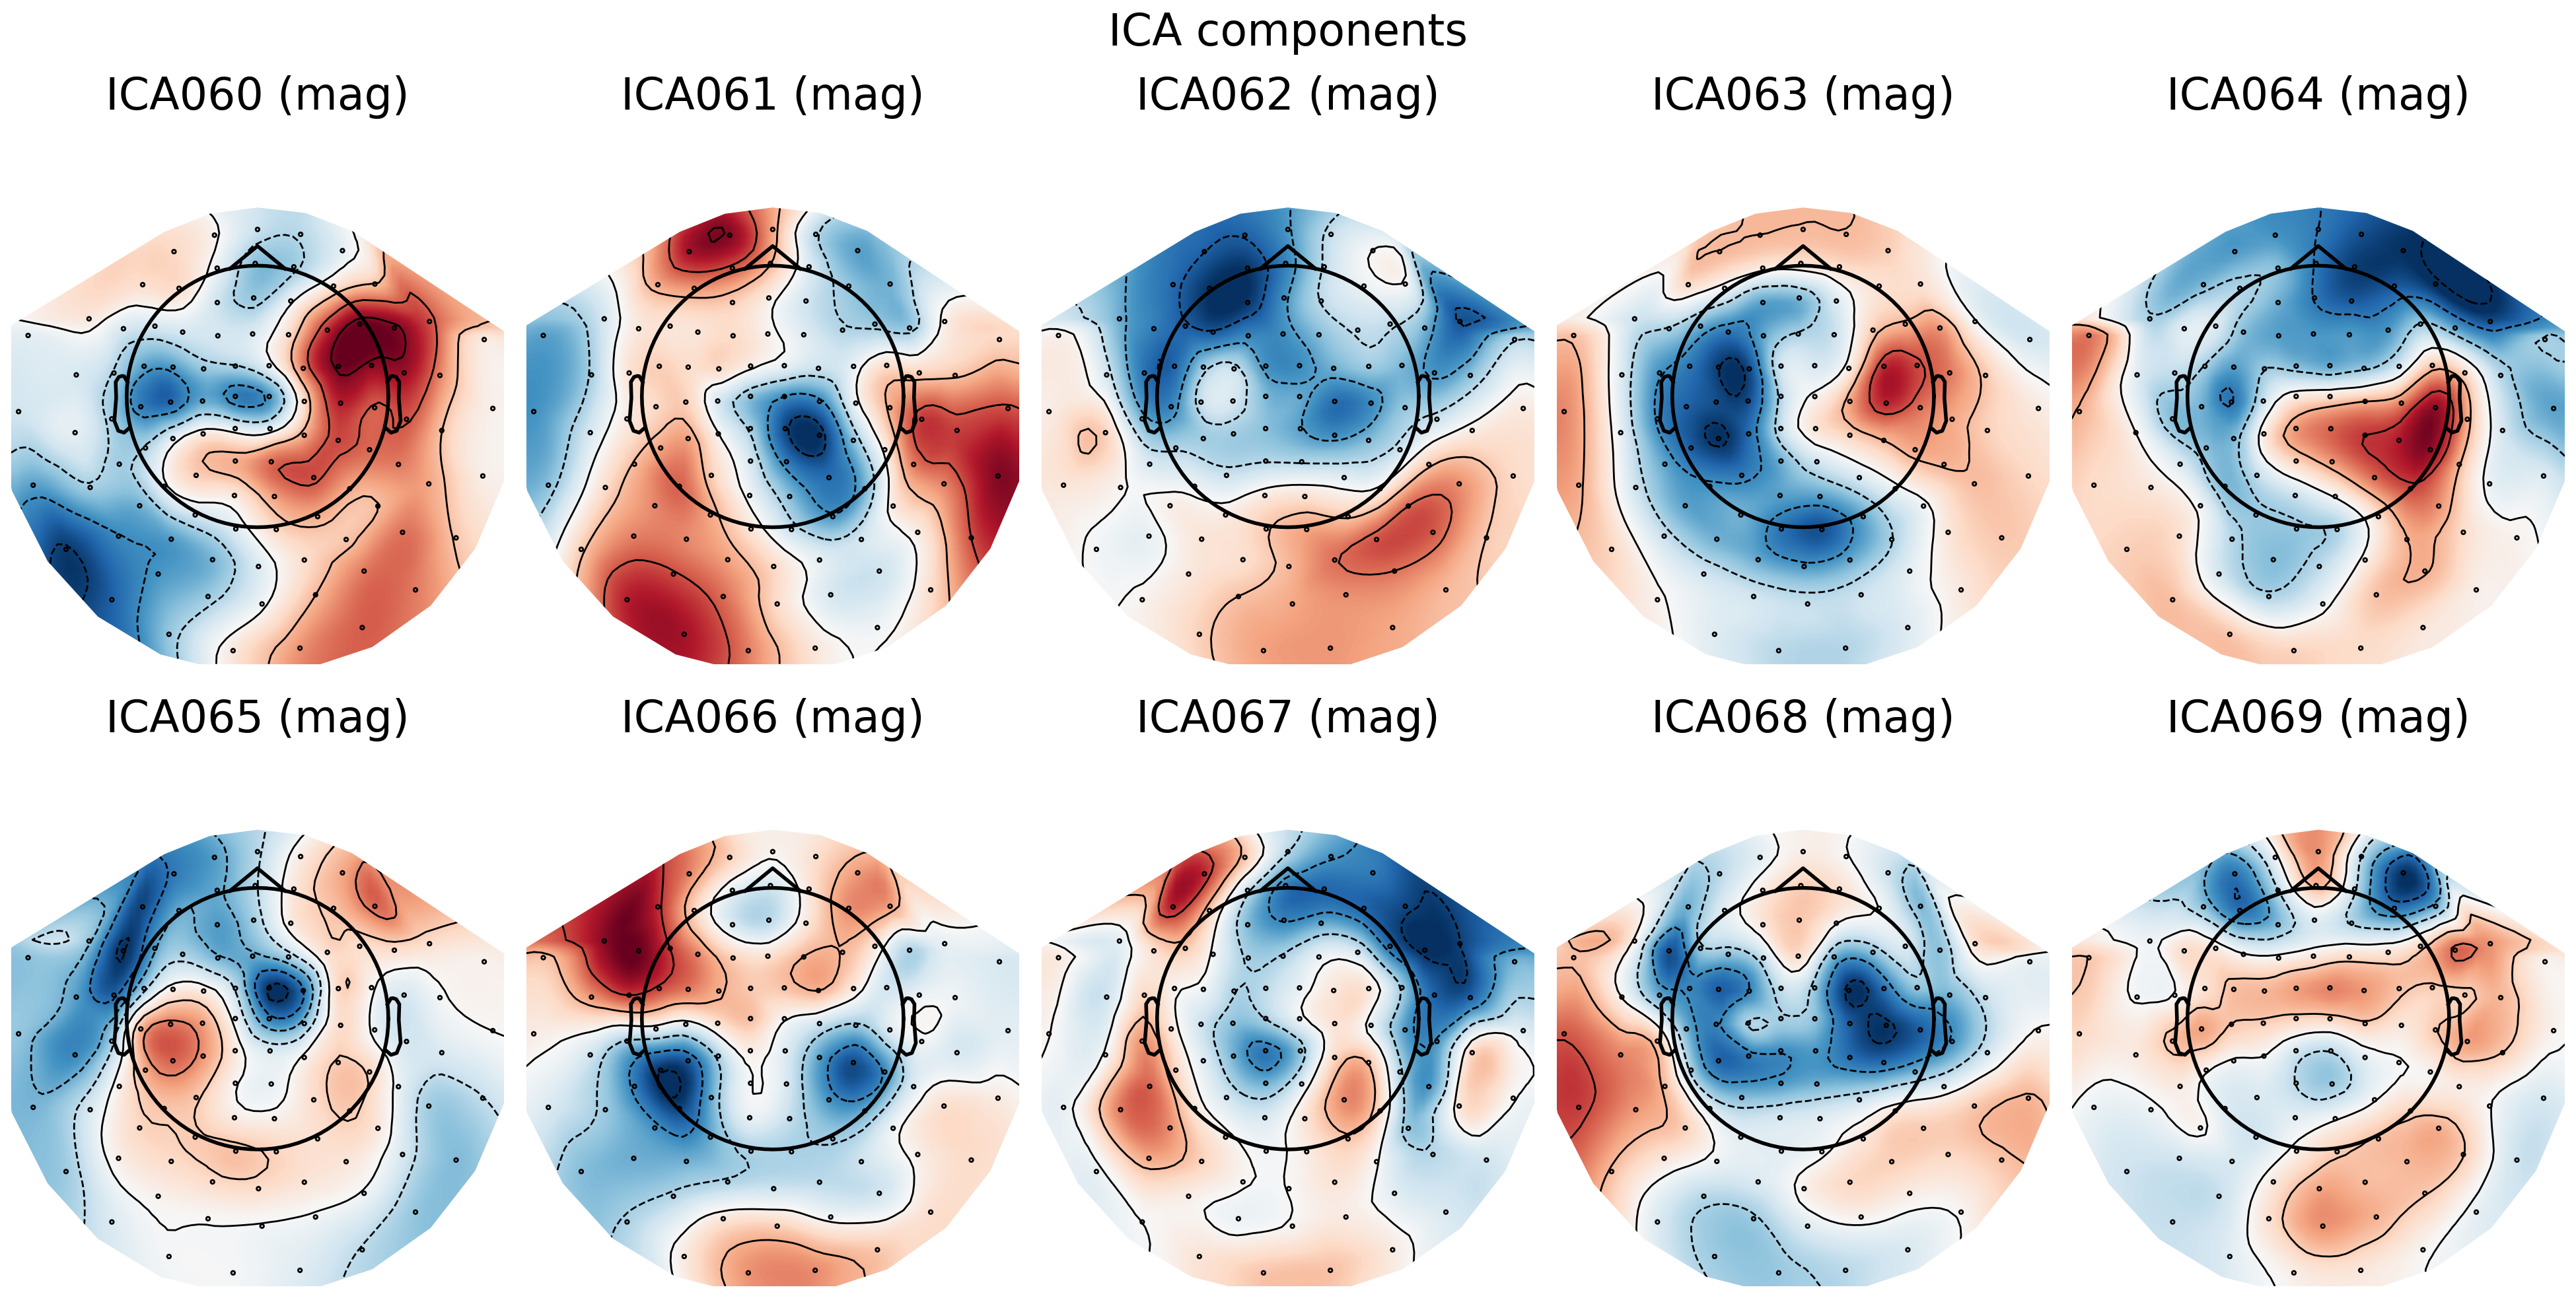 ICA components
ICA060 (mag) ICA061 (mag) ICA062 (mag) ICA063 (mag) ICA064 (mag)
ICA065 (mag) ICA066 (mag) ICA067 (mag) ICA068 (mag) ICA069 (mag)